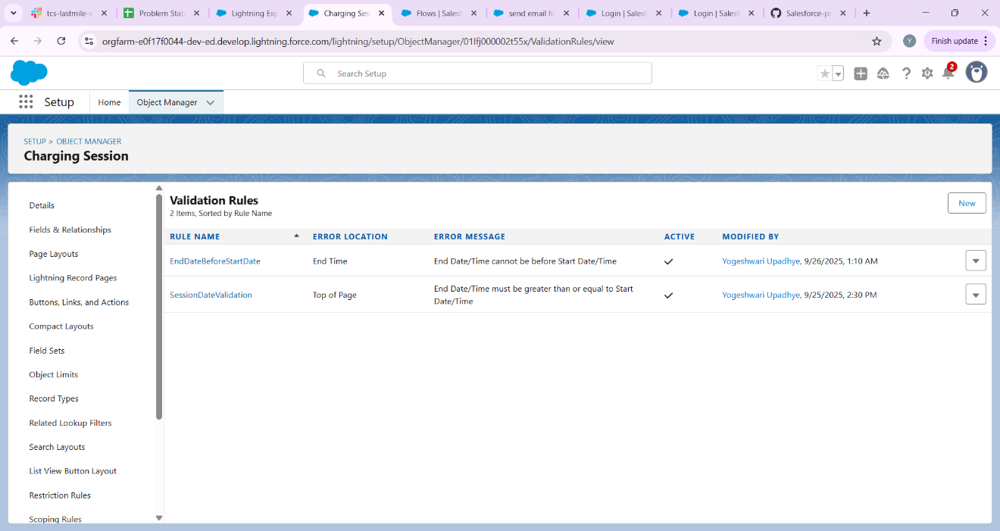 tcs-lastmile-s
Problem Stat
Lightning Exp
Charging Ses
Flows | Salesf
send email fo
Login | Salesf
Login | Salesf
Salesforce-pr
orgfarm-e0f17f0044-dev-ed.develop.lightning.force.com/lightning/setup/ObjectManager/01Ifj000002t55x/ValidationRules/view
Y
Finish update
Search Setup
2
Setup
Home
Object Manager
SETUP > OBJECT MANAGER
Charging Session
Details
Fields & Relationships
Page Layouts
Lightning Record Pages
Buttons, Links, and Actions
Compact Layouts
Field Sets
Object Limits
Record Types
Related Lookup Filters
Search Layouts
List View Button Layout
Restriction Rules
Scoping Rules
Validation Rules
2 Items, Sorted by Rule Name
New
RULE NAME ERROR LOCATION ERROR MESSAGE ACTIVE MODIFIED BY
EndDateBeforeStartDate End Time End Date/Time cannot be before Start Date/Time Yogeshwari Upadhye, 9/26/2025, 1:10 AM
SessionDateValidation Top of Page End Date/Time must be greater than or equal to Start Yogeshwari Upadhye, 9/25/2025, 2:30 PM
Date/Time